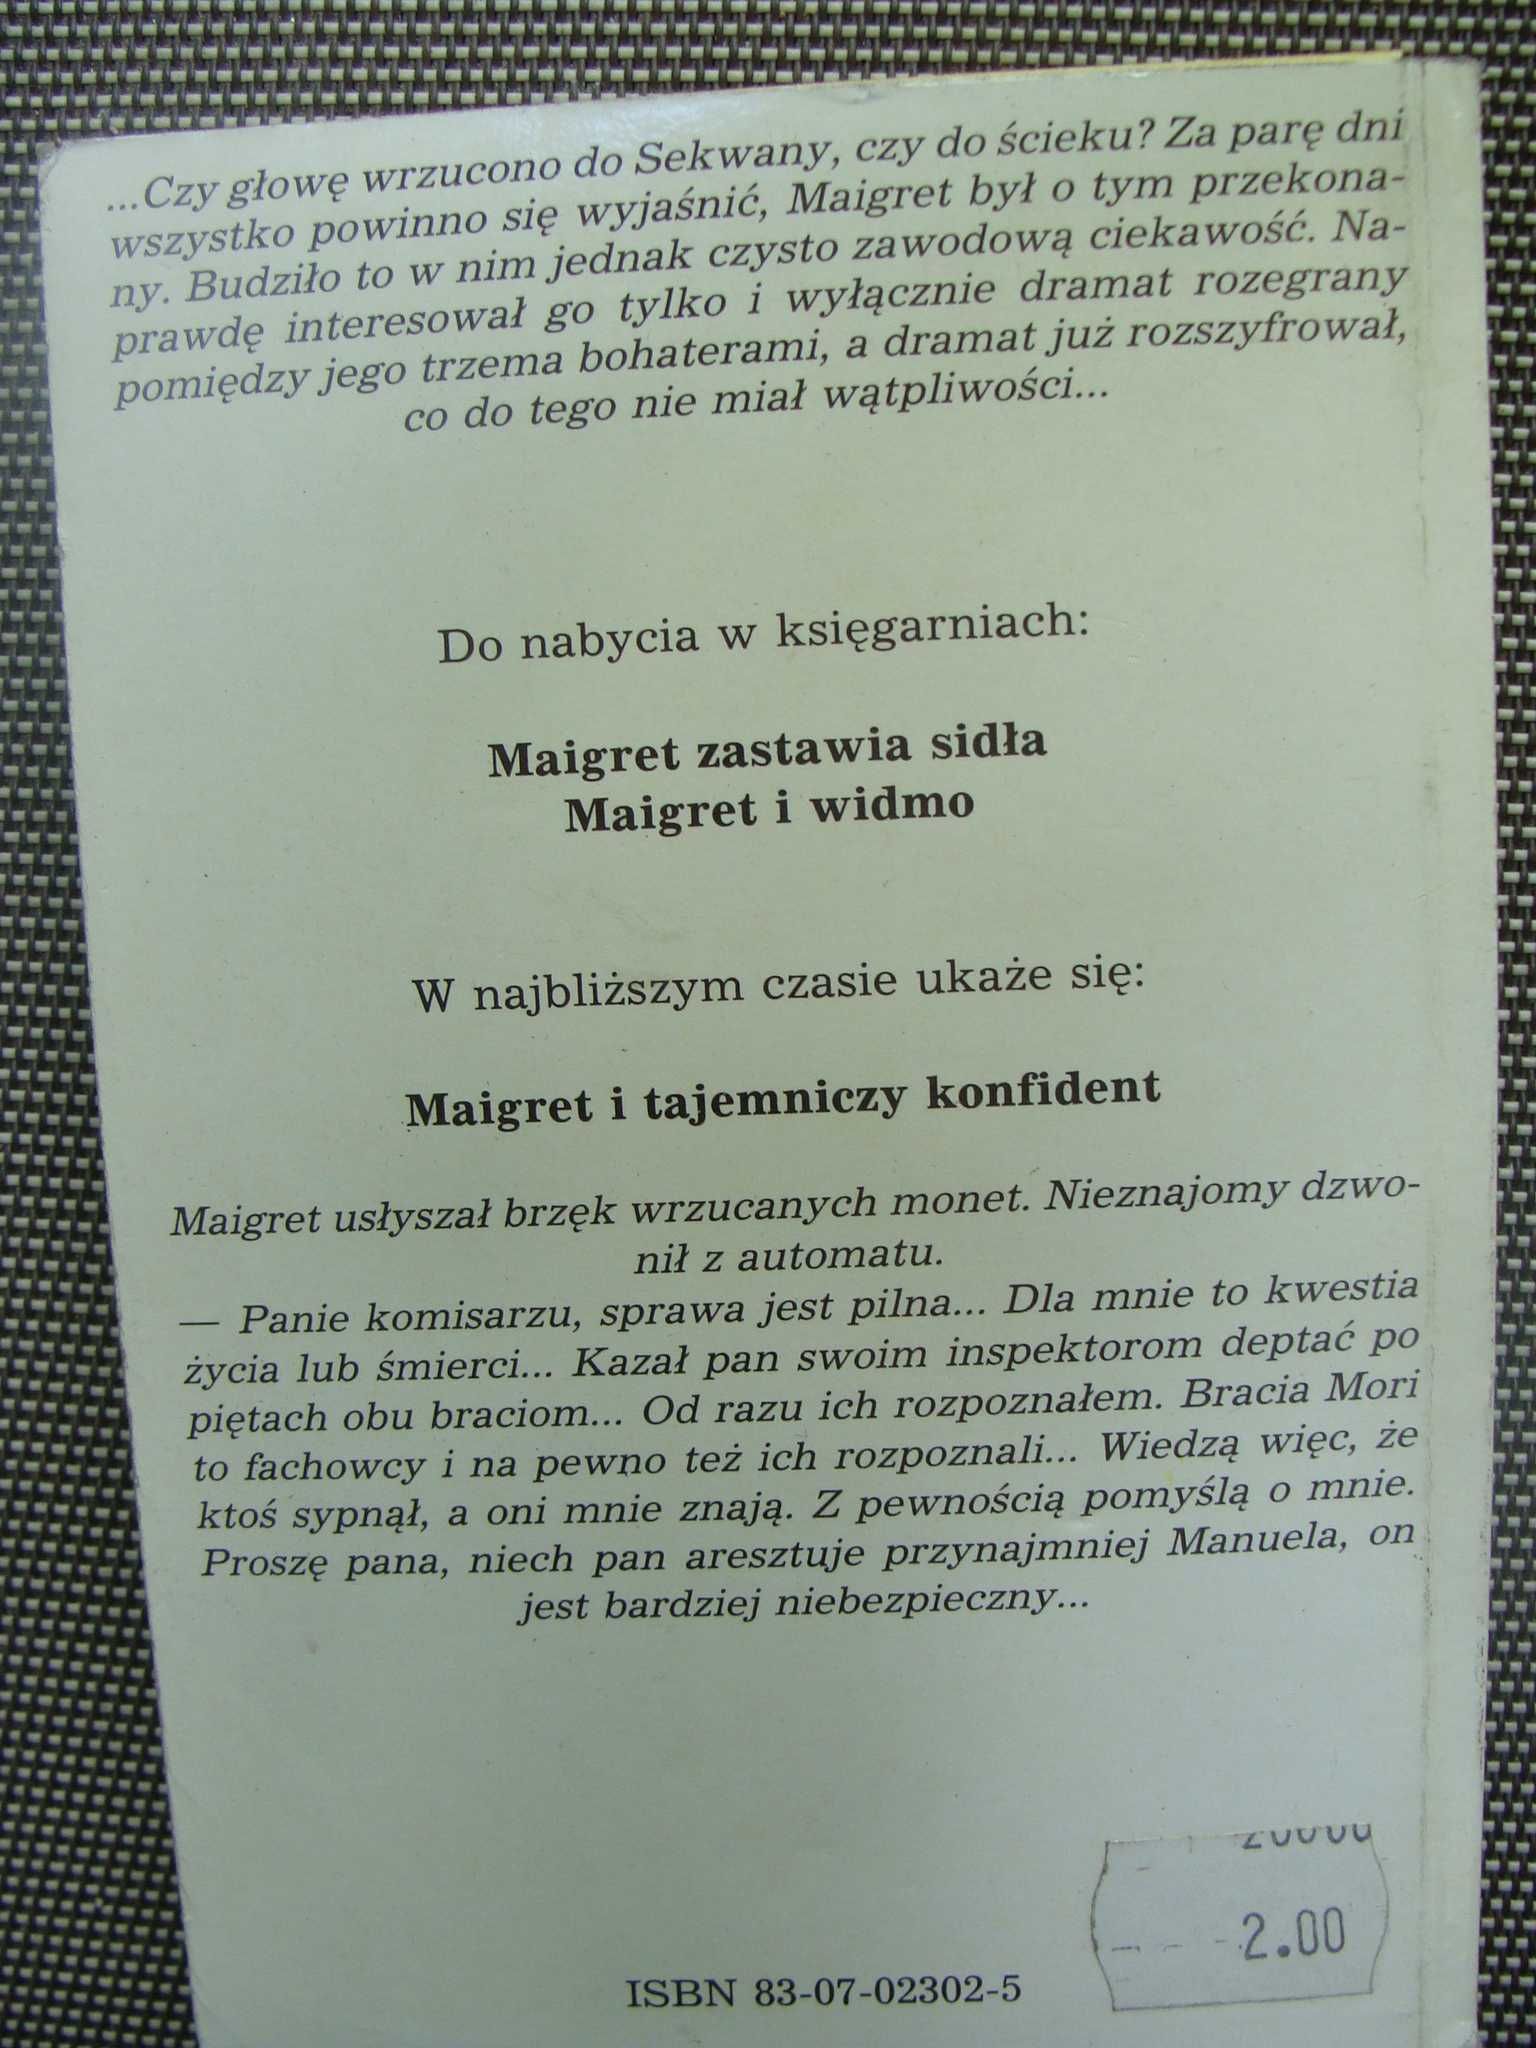 ...Czy głowę wrzucono do Sekwany, czy do ścieku? Za parę dni
wszystko powinno się wyjaśnić, Maigret był o tym przekona-
ny. Budziło to w nim jednak czysto zawodową ciekawość. Na-
prawdę interesował go tylko i wyłącznie dramat rozegrany
pomiędzy jego trzema bohaterami, a dramat już rozszyfrował,
co do tego nie miał wątpliwości...
Do nabycia w księgarniach:
Maigret zastawia sidła
Maigret i widmo
W najbliższym czasie ukaże się:
Maigret i tajemniczy konfident
Maigret usłyszał brzęk wrzucanych monet. Nieznajomy dzwo-
nił z automatu.
— Panie komisarzu, sprawa jest pilna... Dla mnie to kwestia
życia lub śmierci... Kazał pan swoim inspektorom deptać po
piętach obu braciom... Od razu ich rozpoznałem. Bracia Mori
to fachowcy i na pewno też ich rozpoznali... Wiedzą więc, że
ktoś sypnął, a oni mnie znają. Z pewnością pomyślą o mnie.
Proszę pana, niech pan aresztuje przynajmniej Manuela, on
jest bardziej niebezpieczny...
2.00
ISBN 83-07-02302-5